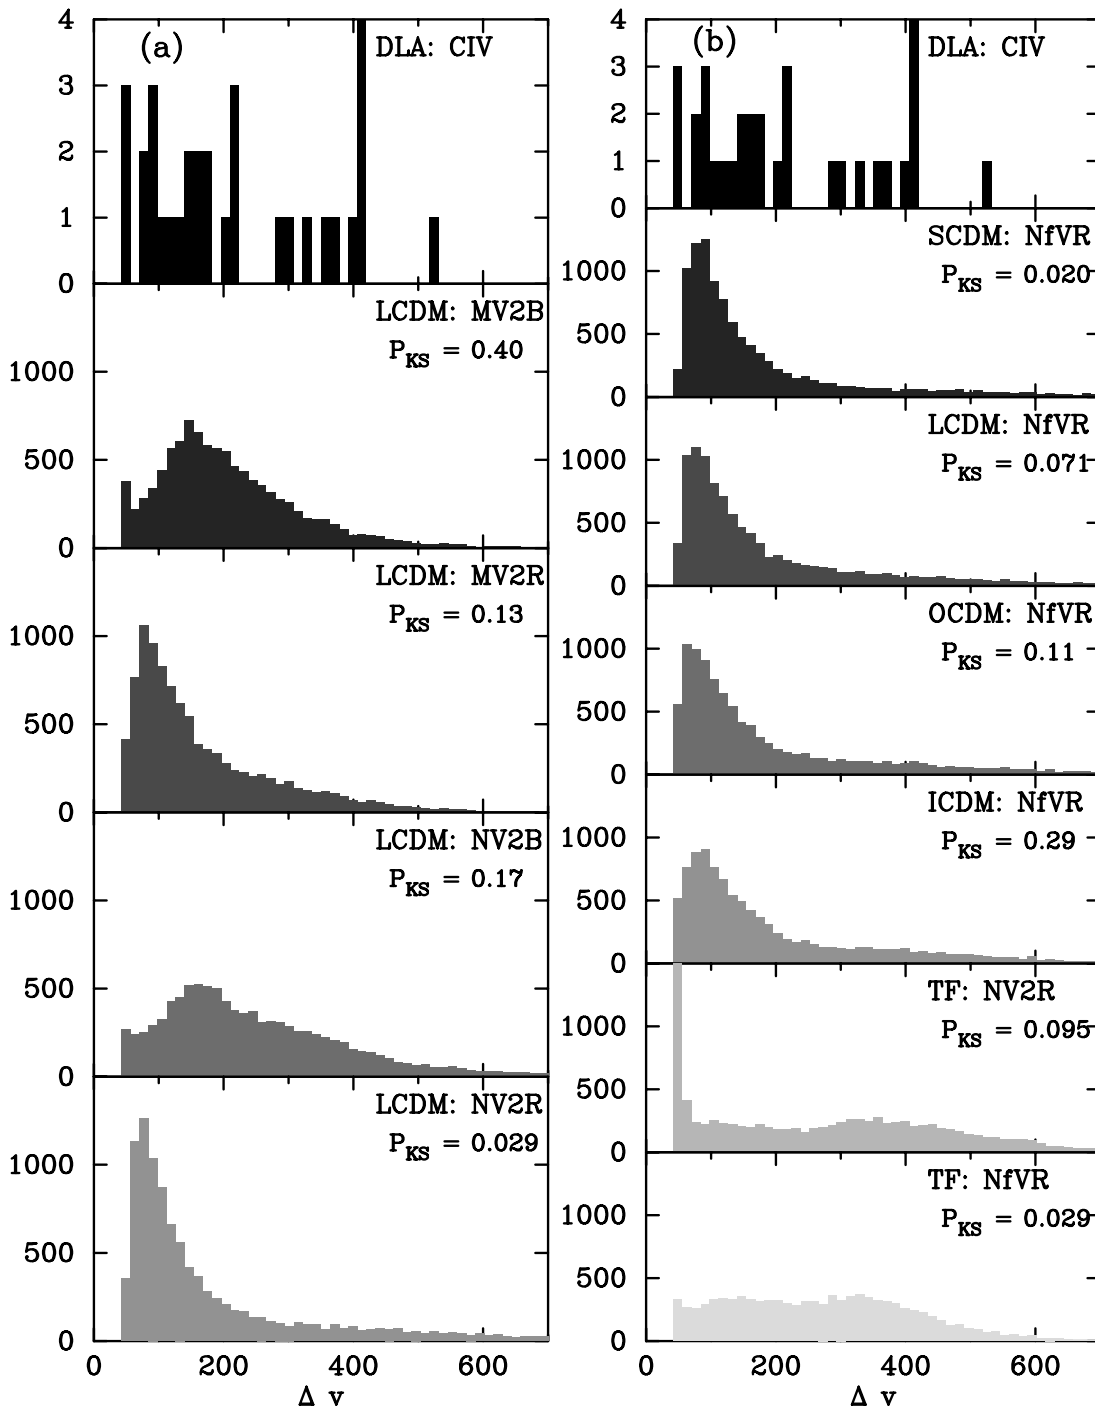 (a)
DLA: CIV
4
3
2
1
0
LCDM: MV2B
P_KS = 0.40
1000
500
0
LCDM: MV2R
P_KS = 0.13
1000
500
0
LCDM: NV2B
P_KS = 0.17
1000
500
0
LCDM: NV2R
P_KS = 0.029
1000
500
0
0 200 400 600
Δ v
(b)
DLA: CIV
4
3
2
1
0
SCDM: NfVR
P_KS = 0.020
1000
500
0
LCDM: NfVR
P_KS = 0.071
1000
500
0
OCDM: NfVR
P_KS = 0.11
1000
500
0
ICDM: NfVR
P_KS = 0.29
1000
500
0
TF: NV2R
P_KS = 0.095
1000
500
0
TF: NfVR
P_KS = 0.029
1000
500
0
0 200 400 600
Δ v